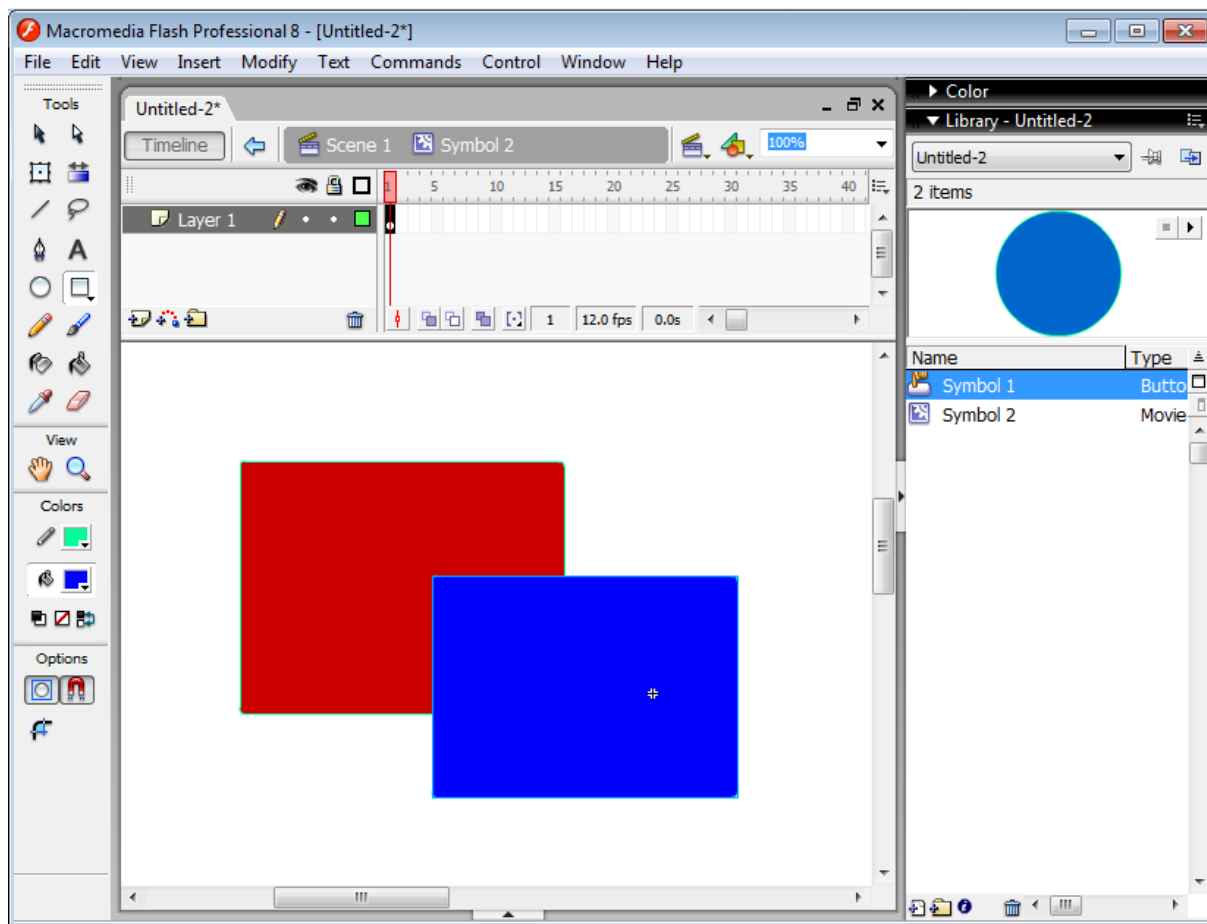 Macromedia Flash Professional 8 - [Untitled-2*]
File Edit View Insert Modify Text Commands Control Window Help
Tools
View
Colors
Options
Untitled-2*
Timeline Scene 1 Symbol 2 100%
1 5 10 15 20 25 30 35 40
Layer 1
1 12.0 fps 0.0s
Color
Library - Untitled-2
Untitled-2
2 items
Name Type
Symbol 1 Butto
Symbol 2 Movie